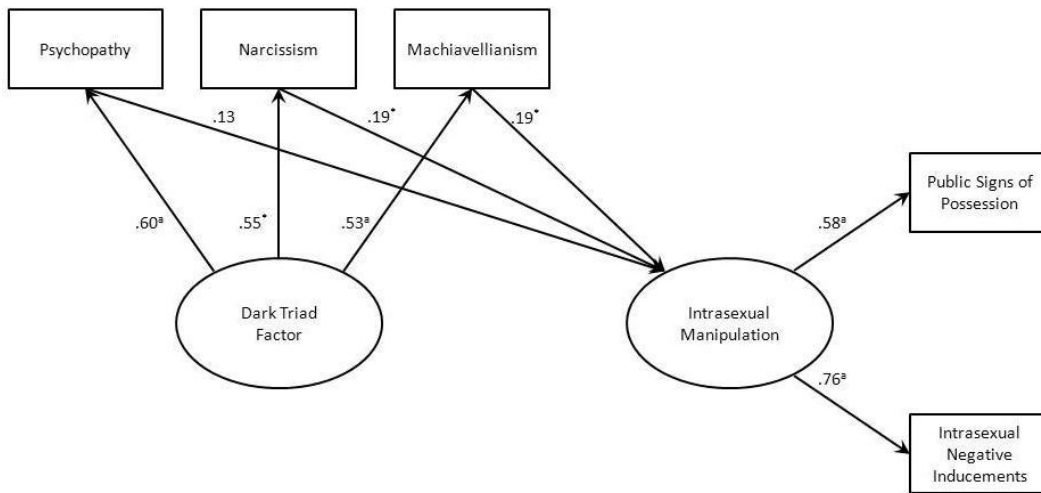 Psychopathy
Narcissism
Machiavellianism
.13
.19*
.19*
Public Signs of
Possession
.60ª
.55*
.53ª
.58ª
Dark Triad
Factor
Intrasexual
Manipulation
.76ª
Intrasexual
Negative
Inducements